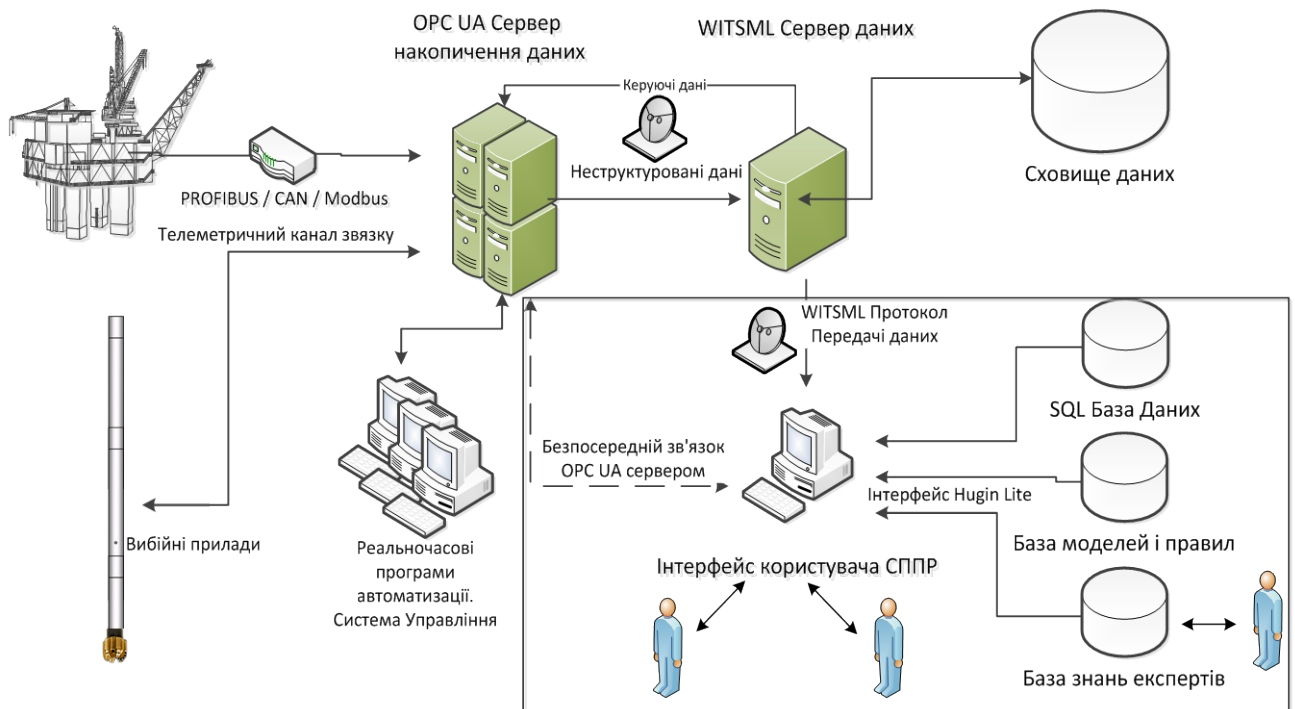 OPC UA Сервер
накопичення даних
WITSML Сервер даних
Керуючі дані
Неструктуровані дані
Сховище даних
PROFIBUS / CAN / Modbus
Телеметричний канал звязку
WITSML Протокол
Передачі даних
SQL База Даних
Безпосередній зв'язок
OPC UA сервером
Інтерфейс Hugin Lite
Вибійні прилади
База моделей і правил
Реальночасові
програми
автоматизації.
Система Управління
Інтерфейс користувача СППР
База знань експертів